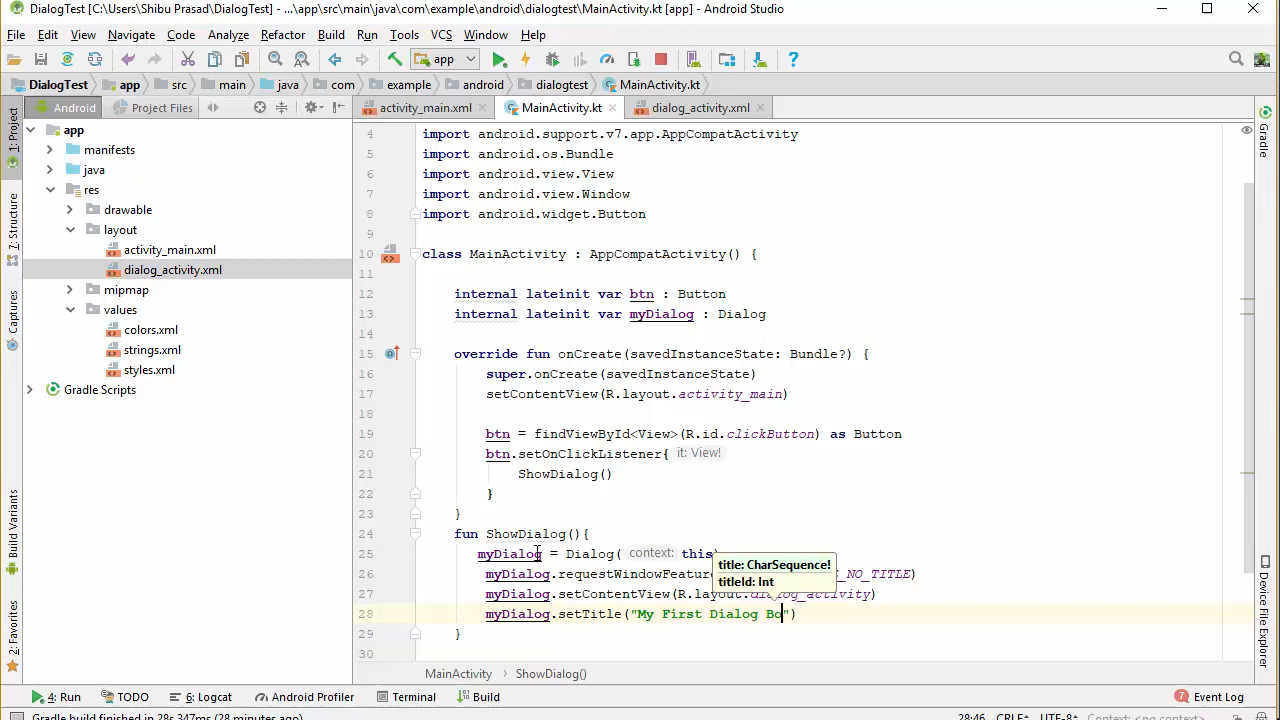 DialogTest [C:\Users\Shibu Prasad\DialogTest] - ...\app\src\main\java\com\example\android\dialogtest\MainActivity.kt [app] - Android Studio
File Edit View Navigate Code Analyze Refactor Build Run Tools VCS Window Help
app
DialogTest app src main java com example android dialogtest MainActivity.kt
Android Project Files activity_main.xml MainActivity.kt dialog_activity.xml
1: Project
7: Structure
Captures
Build Variants
2: Favorites
app
manifests
java
res
drawable
layout
activity_main.xml
dialog_activity.xml
mipmap
values
colors.xml
strings.xml
styles.xml
Gradle Scripts
4 import android.support.v7.app.AppCompatActivity
5 import android.os.Bundle
6 import android.view.View
7 import android.view.Window
8 import android.widget.Button
9
10 class MainActivity : AppCompatActivity() {
11
12 internal lateinit var btn : Button
13 internal lateinit var myDialog : Dialog
14
15 override fun onCreate(savedInstanceState: Bundle?) {
16 super.onCreate(savedInstanceState)
17 setContentView(R.layout.activity_main)
18
19 btn = findViewById<View>(R.id.clickButton) as Button
20 btn.setOnClickListener{ it: View!
21 ShowDialog()
22 }
23 }
24 fun ShowDialog(){
25 myDialog = Dialog( context: this)
title: CharSequence!
titleId: Int
26 myDialog.requestWindowFeatur _NO_TITLE)
27 myDialog.setContentView(R.layout.dialog_activity)
28 myDialog.setTitle("My First Dialog Bo")
29 }
30
MainActivity ShowDialog()
Gradle
Device File Explorer
4: Run TODO 6: Logcat Android Profiler Terminal Build 7 Event Log
Gradle build finished in 28s 347ms (28 minutes ago) 28:46 CRLF UTF-8 Context: <no context>